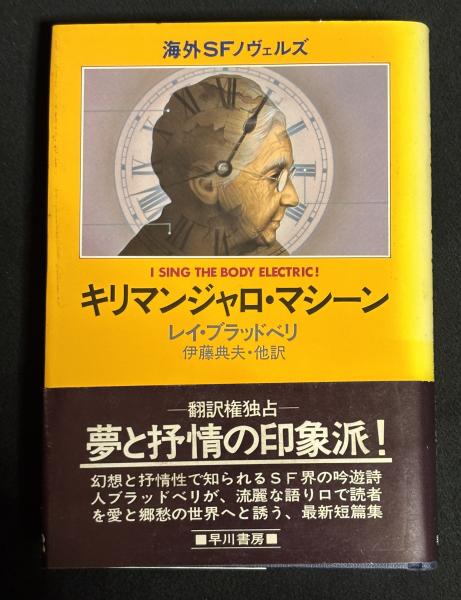 海外SFノヴェルズ
I SING THE BODY ELECTRIC!
キリマンジャロ・マシーン
レイ・ブラッドベリ
伊藤典夫・他訳
—翻訳権独占—
夢と抒情の印象派!
幻想と抒情性で知られるSF界の吟遊詩
人ブラッドベリが、流麗な語り口で読者
を愛と郷愁の世界へと誘う、最新短篇集
■早川書房■